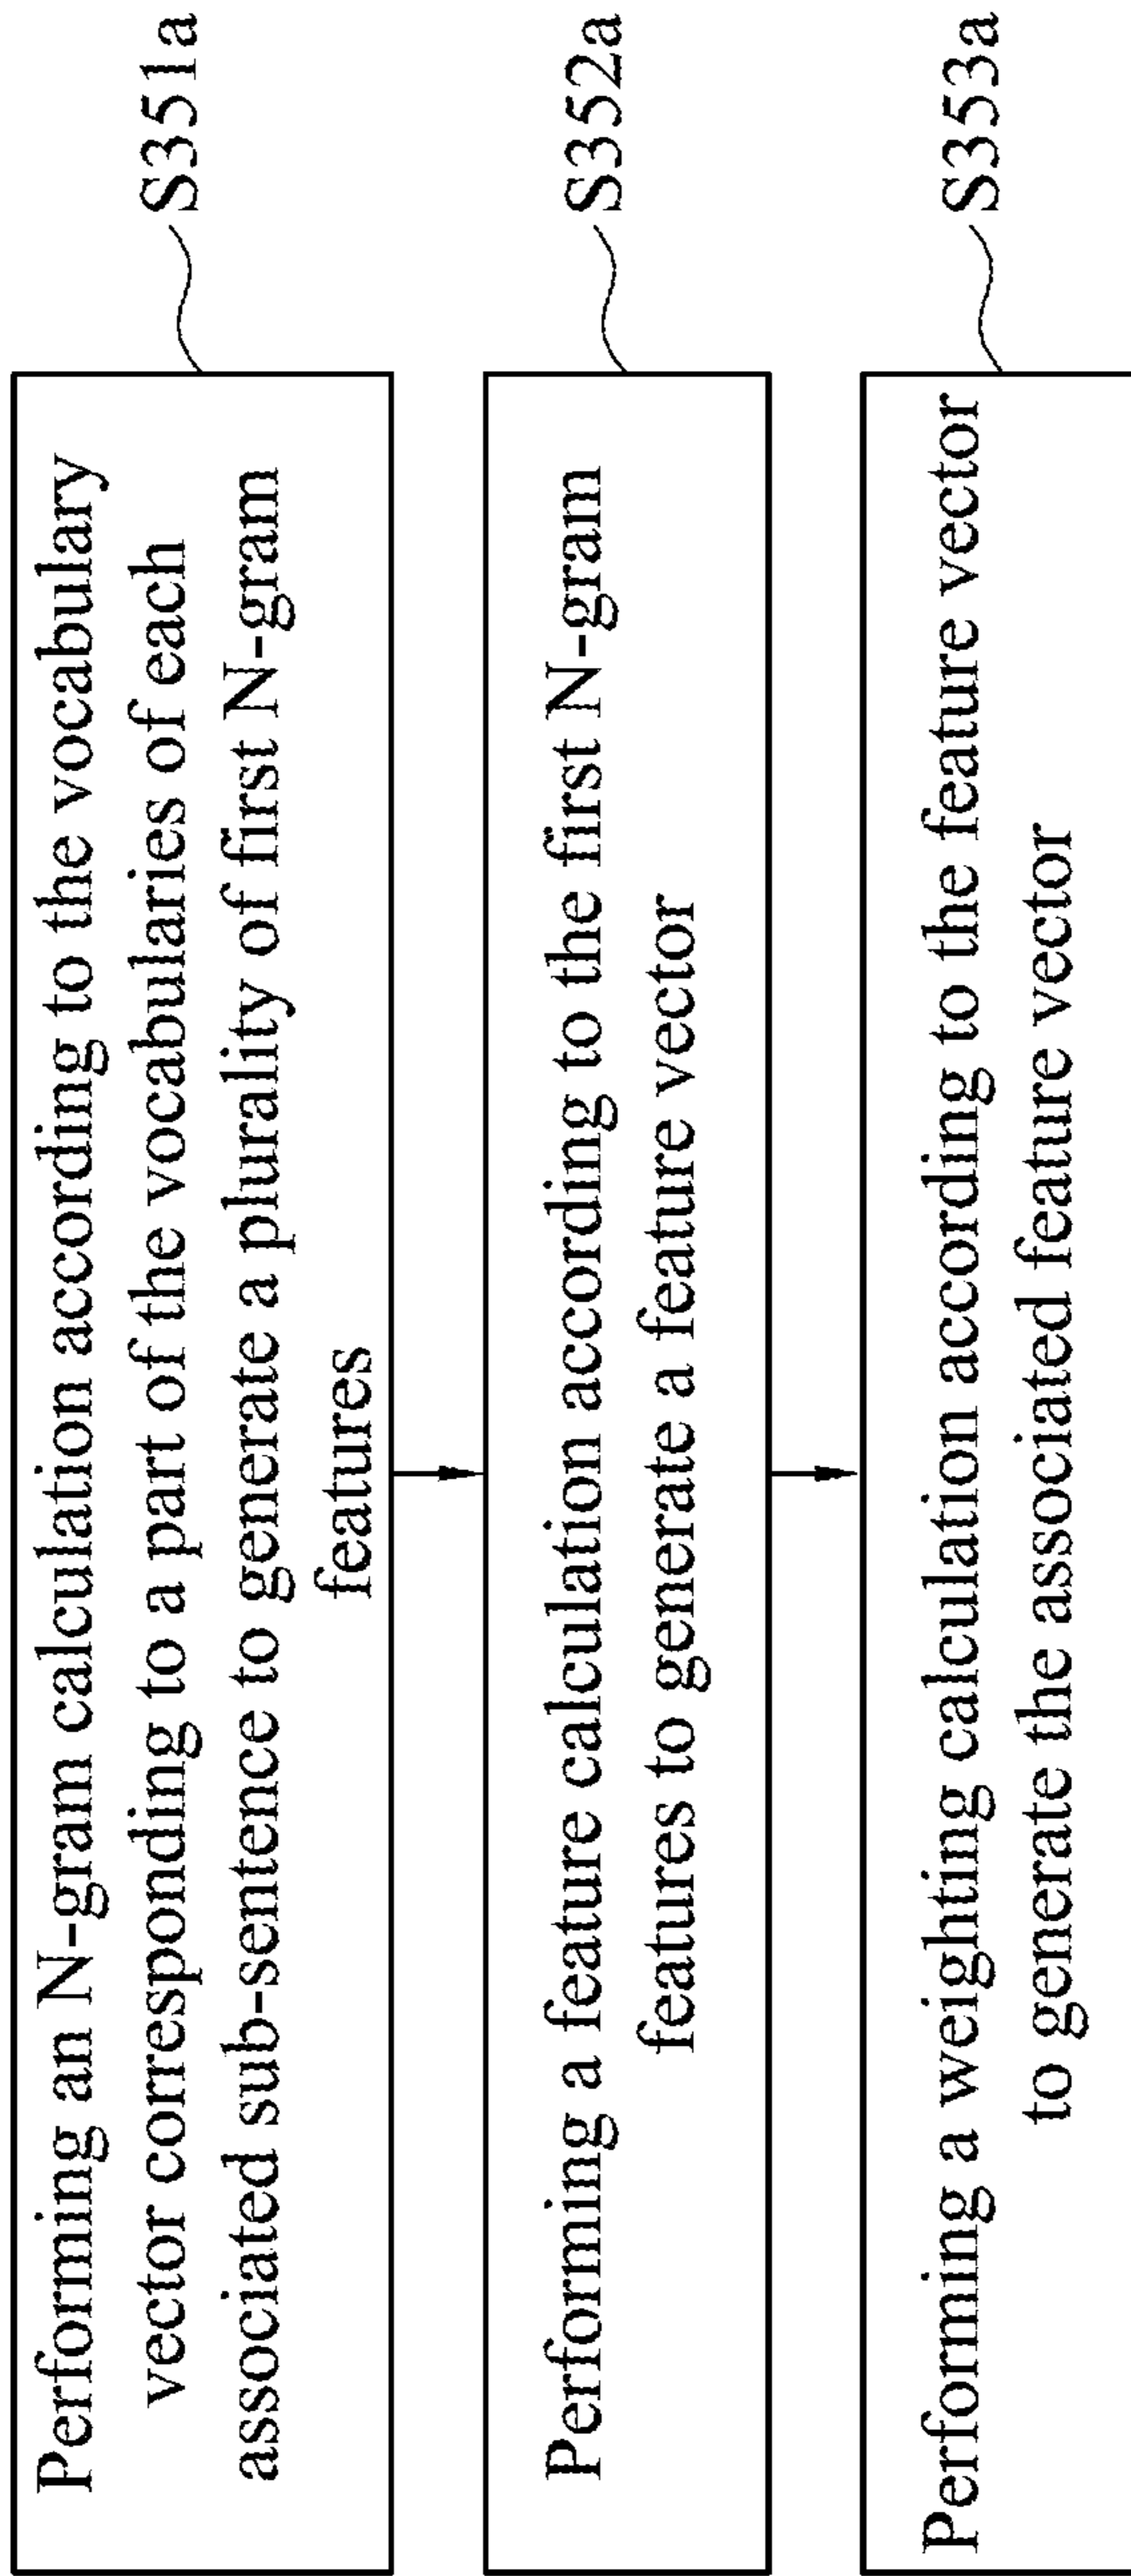 Performing an N-gram calculation according to the vocabulary
vector corresponding to a part of the vocabularies of each
associated sub-sentence to generate a plurality of first N-gram
features
S351a
Performing a feature calculation according to the first N-gram
features to generate a feature vector
S352a
Performing a weighting calculation according to the feature vector
to generate the associated feature vector
S353a